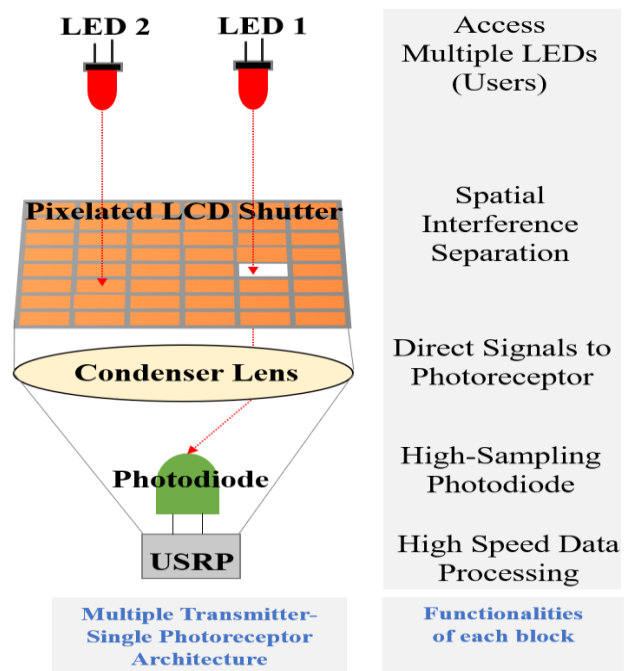 LED 2
LED 1
Pixelated LCD Shutter
Condenser Lens
Photodiode
USRP
Multiple Transmitter-
Single Photoreceptor
Architecture
Access
Multiple LEDs
(Users)
Spatial
Interference
Separation
Direct Signals to
Photoreceptor
High-Sampling
Photodiode
High Speed Data
Processing
Functionalities
of each block